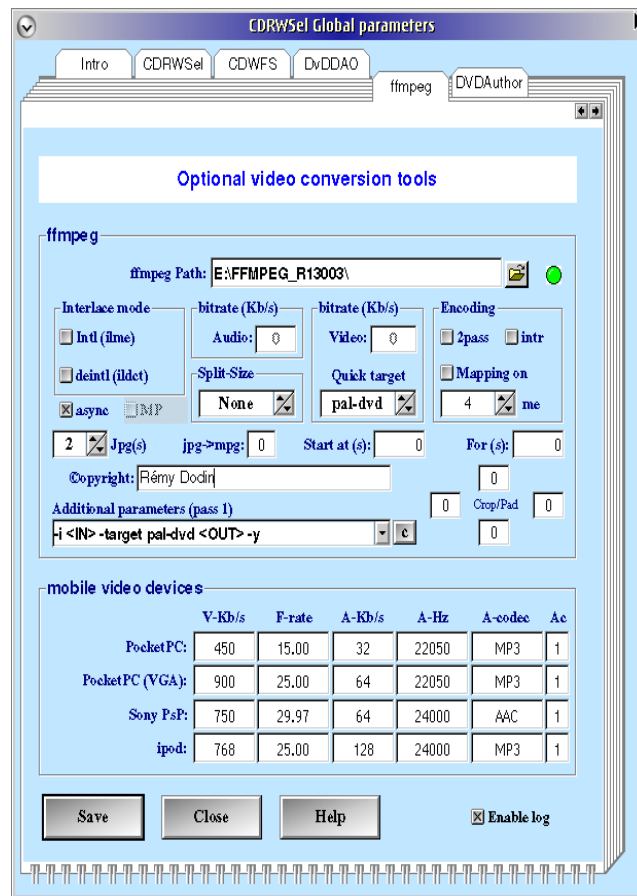 CDRWSel Global parameters
Intro CDRWSel CDWFS DvDDAO ffmpeg DVDAuthor
Optional video conversion tools
ffmpeg
ffmpeg Path: E:\FFMPEG_R13003\
Interlace mode bitrate (Kb/s) bitrate (Kb/s) Encoding
Intl (ilme) Audio: 0 Video: 0 2pass intr
deintl (ildct) Split-Size Quick target Mapping on
async MP None pal-dvd 4 me
2 Jpg(s) jpg->mpg: 0 Start at (s): 0 For (s): 0
©opyright: Rémy Dodin 0
Additional parameters (pass 1) 0 Crop/Pad 0
-i <IN> -target pal-dvd <OUT> -y c 0
mobile video devices
V-Kb/s F-rate A-Kb/s A-Hz A-codec Ac
PocketPC: 450 15.00 32 22050 MP3 1
PocketPC (VGA): 900 25.00 64 22050 MP3 1
Sony PsP: 750 29.97 64 24000 AAC 1
ipod: 768 25.00 128 24000 MP3 1
Save Close Help Enable log